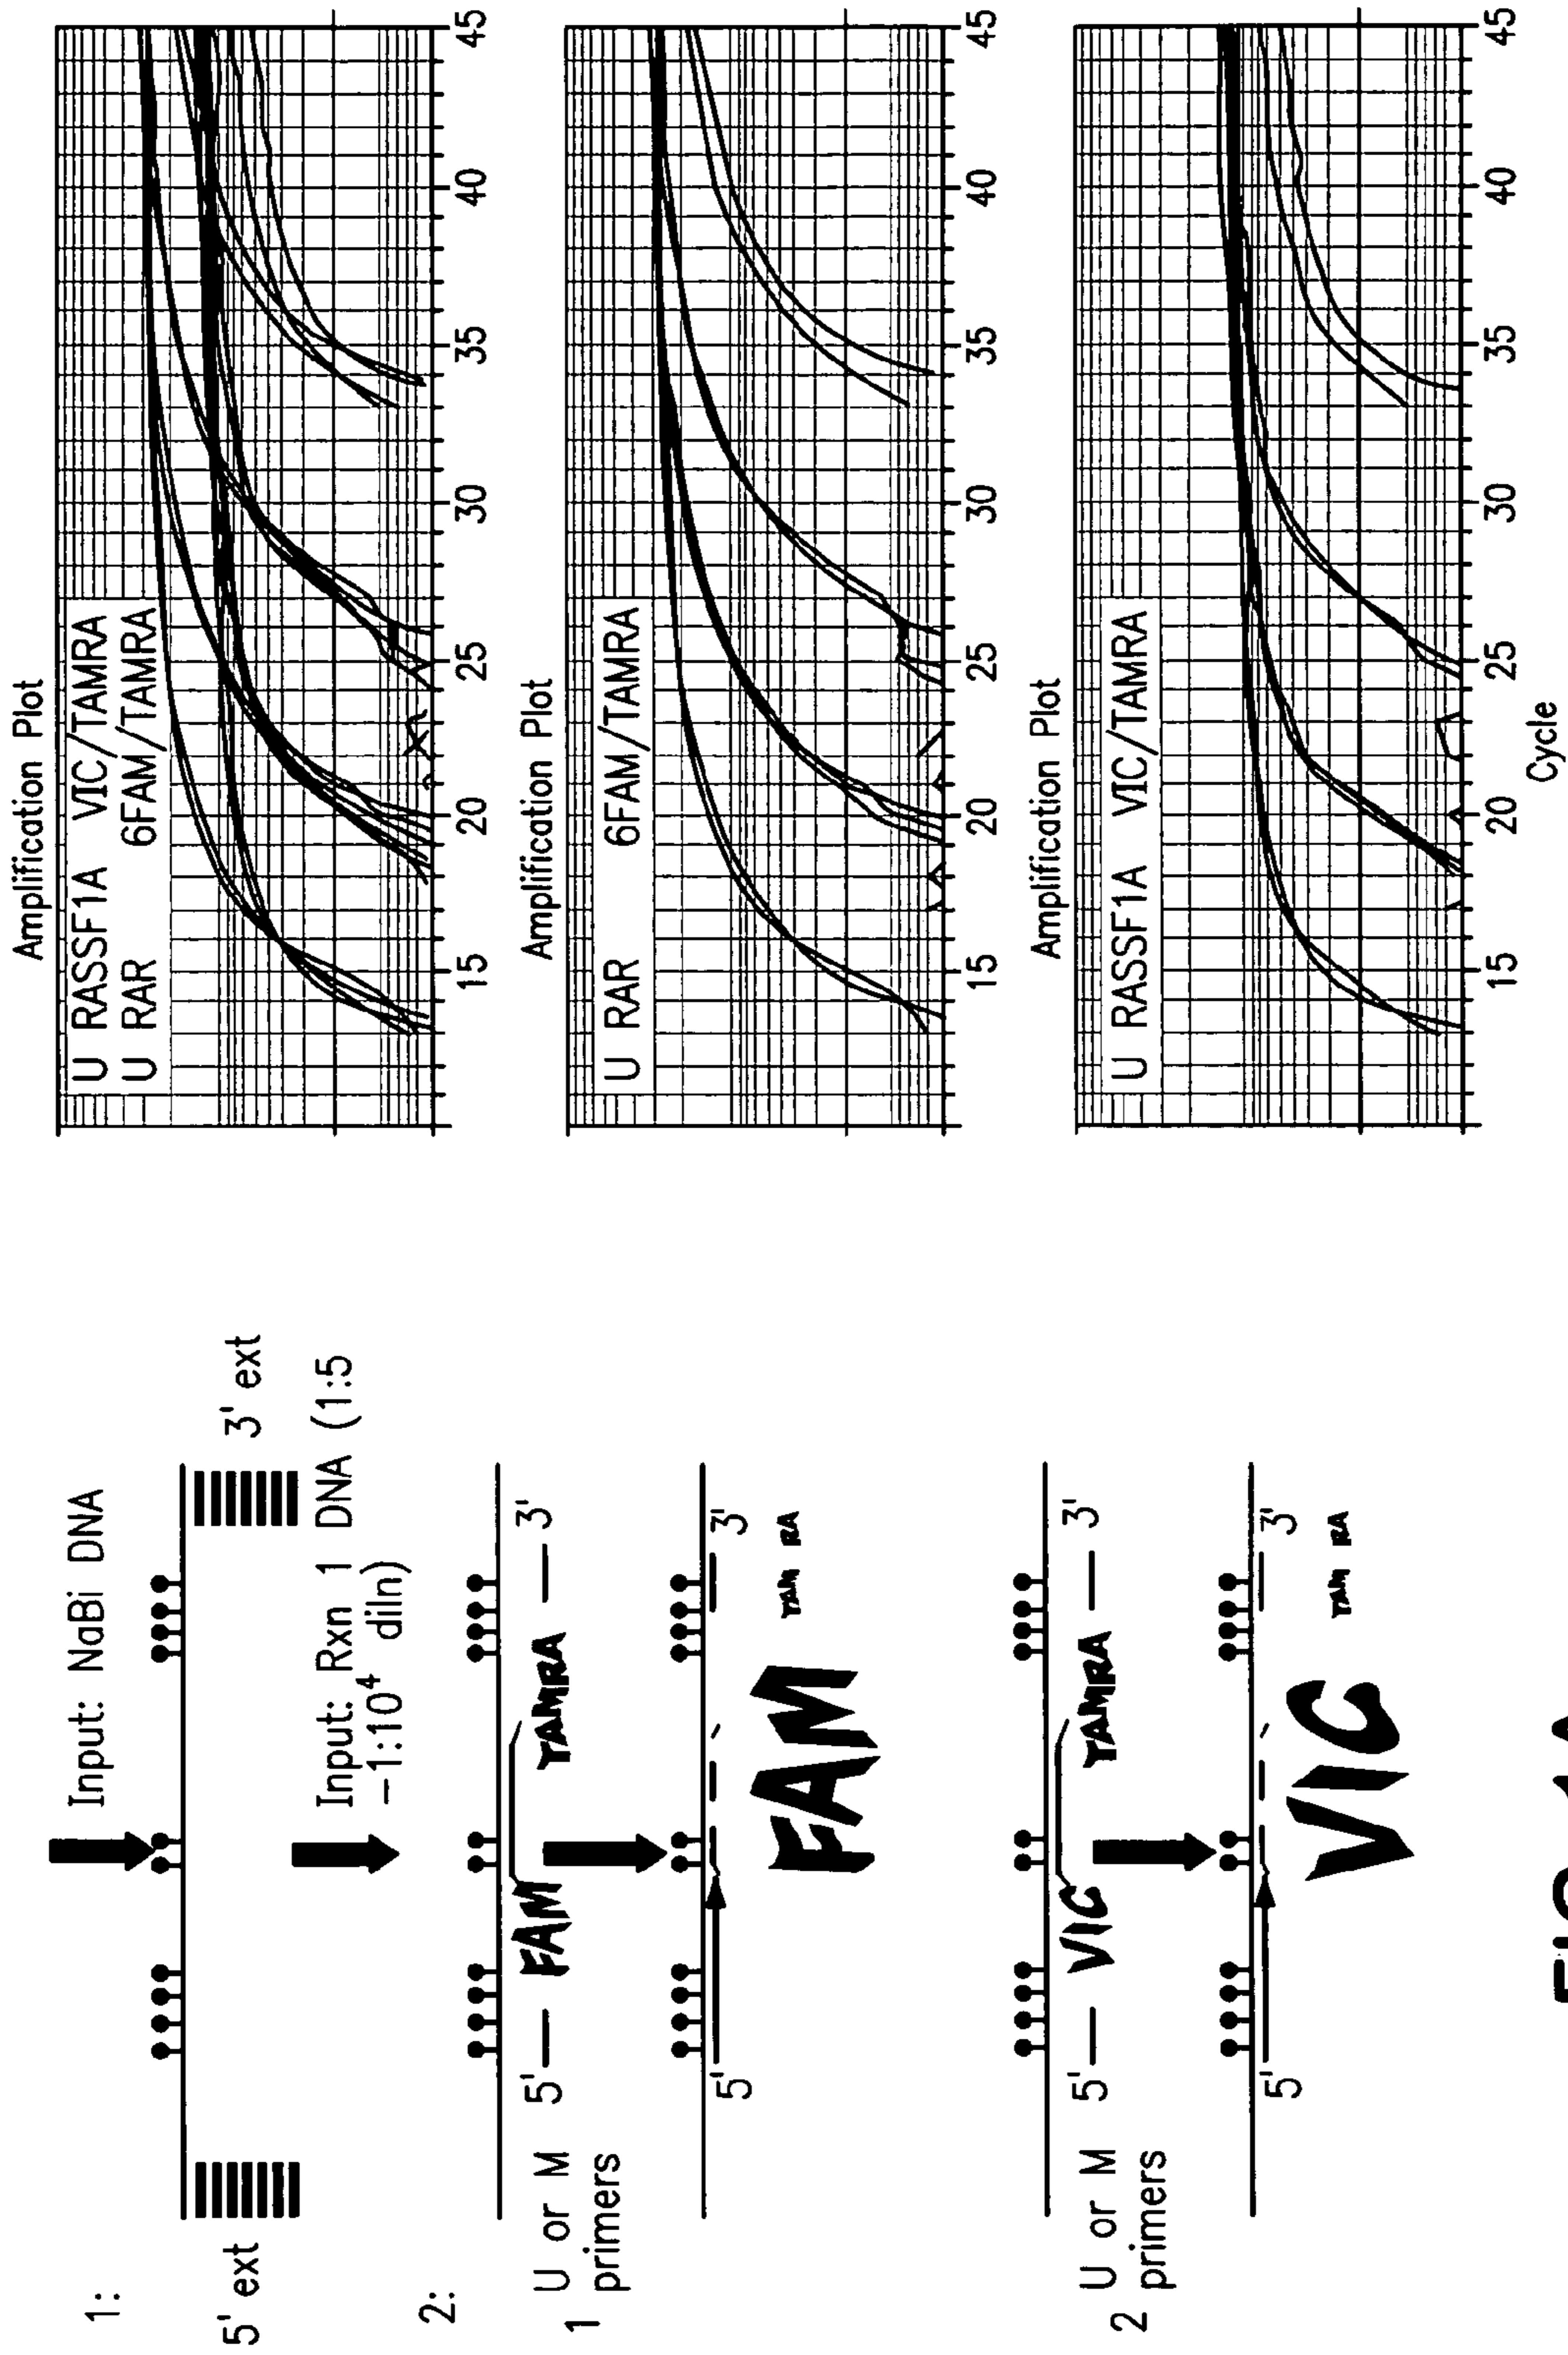 1:
Input: NaBi DNA
5' ext
3' ext
Input: Rxn 1 DNA (1:5
-1:10⁴ diln)
2:
U or M 5' FAM TAMRA 3'
1 primers
5' 3'
FAM TAM RA
U or M 5' VIC TAMRA 3'
2 primers
5' 3'
VIC TAM RA
Amplification Plot
U RASSF1A VIC/TAMRA
U RAR 6FAM/TAMRA
15 20 25 30 35 40 45
Amplification Plot
U RAR 6FAM/TAMRA
15 20 25 30 35 40 45
Amplification Plot
U RASSF1A VIC/TAMRA
15 20 25 30 35 40 45
Cycle